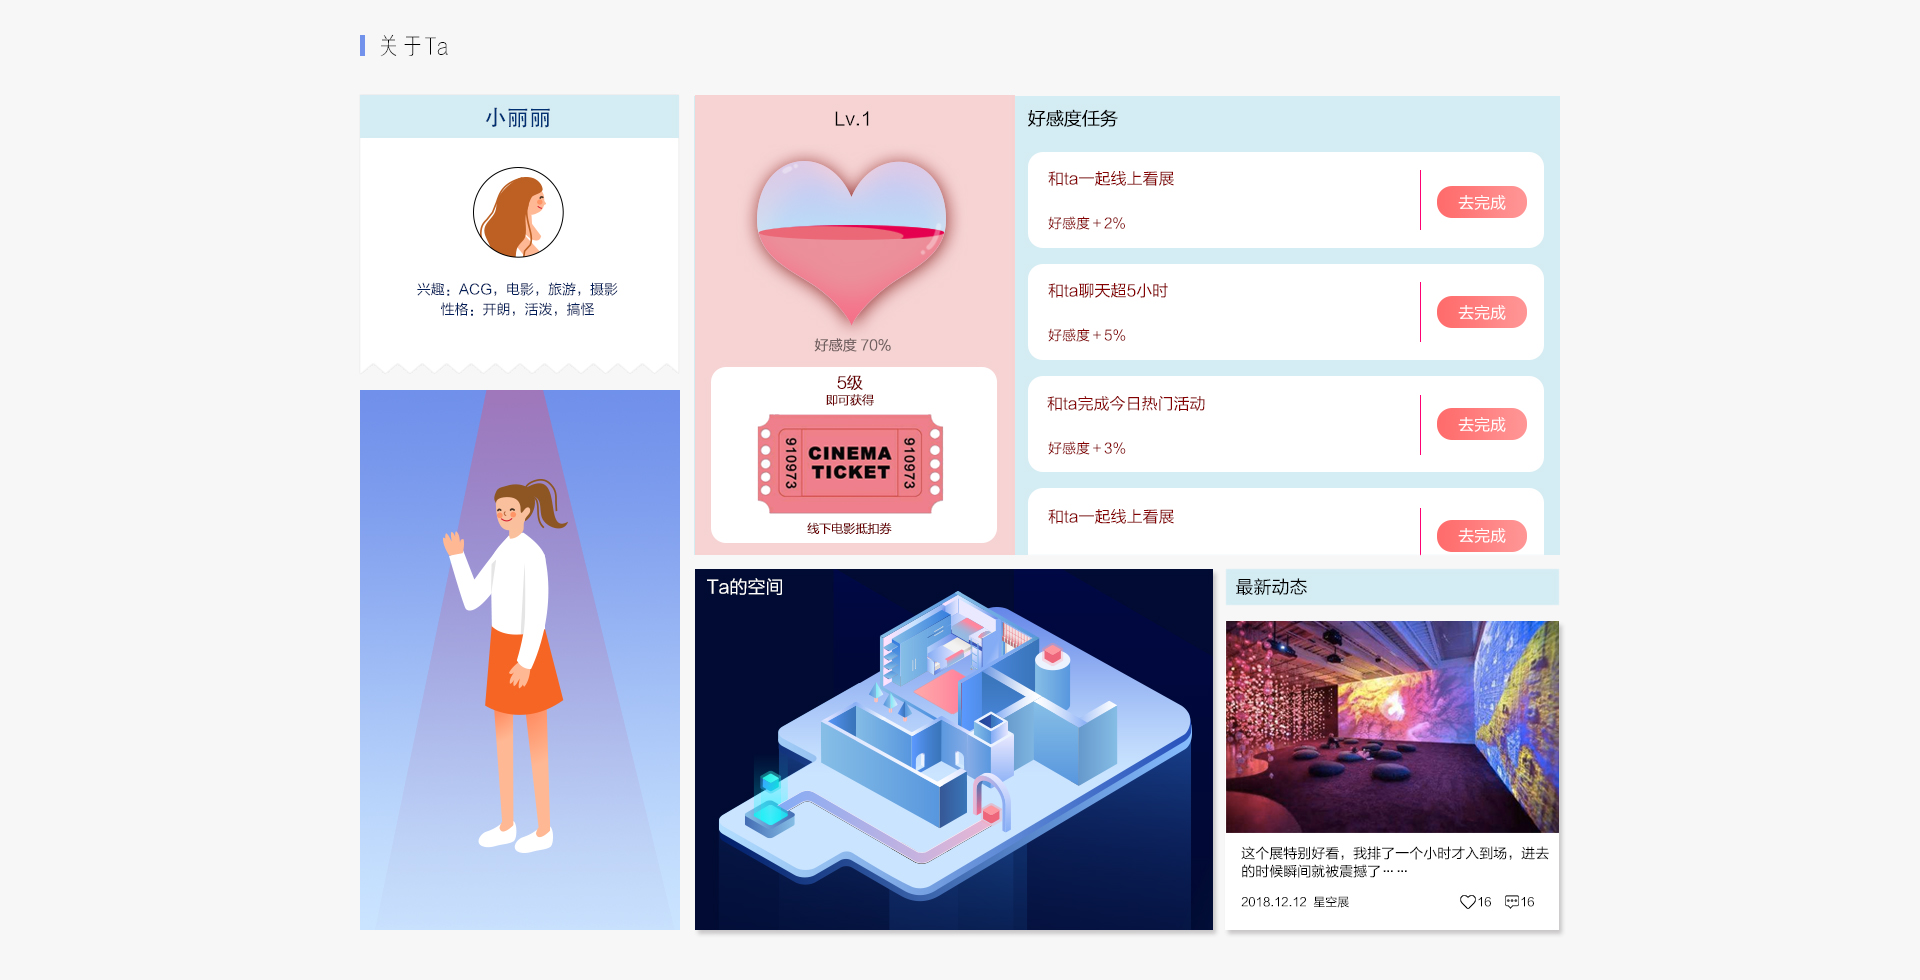 关于Ta
小丽丽
兴趣：ACG，电影，旅游，摄影
性格：开朗，活泼，搞怪
Lv.1
好感度 70%
5级
即可获得
910973
CINEMA
TICKET
910973
线下电影抵扣券
好感度任务
和ta一起线上看展
好感度+2%
去完成
和ta聊天超5小时
好感度+5%
去完成
和ta完成今日热门活动
好感度+3%
去完成
和ta一起线上看展
去完成
Ta的空间
最新动态
这个展特别好看，我排了一个小时才入到场，进去
的时候瞬间就被震撼了……
2018.12.12 星空展
16
16